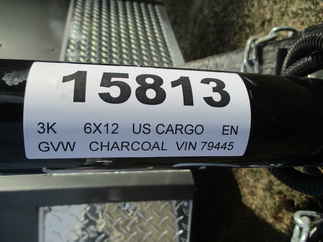 15813
3K 6X12 US CARGO EN
GVW CHARCOAL VIN 79445